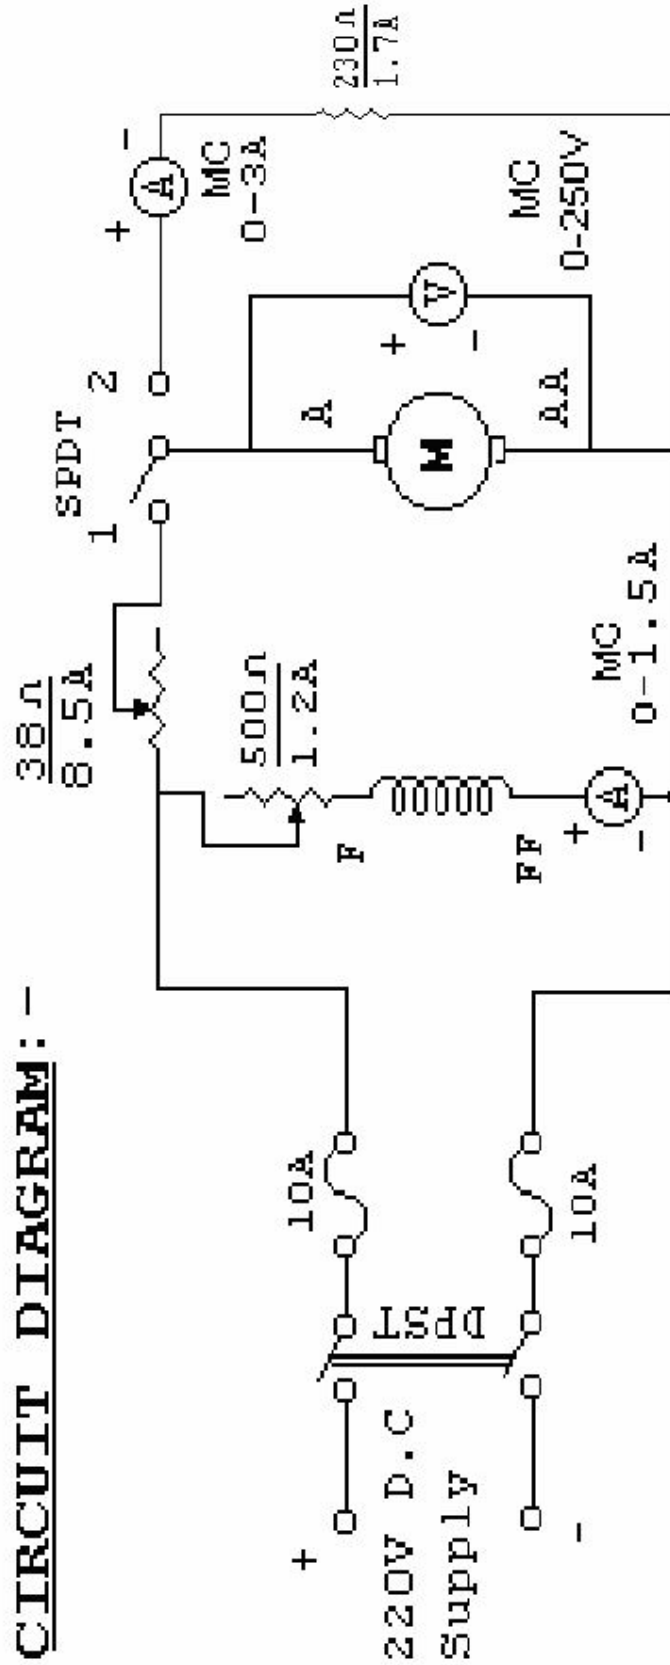 CIRCUIT DIAGRAM:-
38Ω
8.5A
SPDT
1
2
+
-
A
MC
0-3A
230Ω
1.7A
500Ω
1.2A
F
FF
+
A
-
MC
0-1.5A
A
M
AA
+
V
-
MC
0-250V
+
220V D.C
Supply
-
DPST
10A
10A